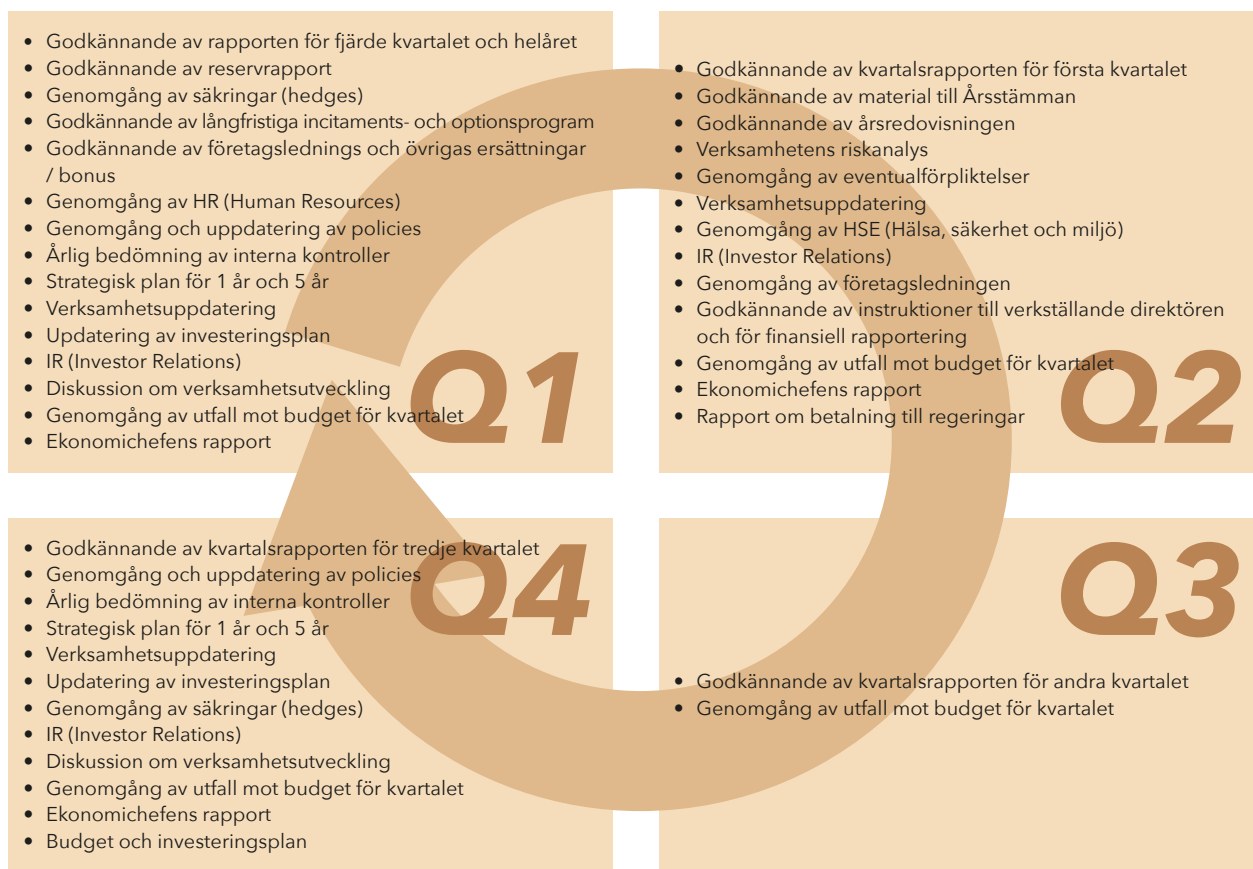 • Godkännande av rapporten för fjärde kvartalet och helåret
• Godkännande av reservrapport
• Genomgång av säkringar (hedges)
• Godkännande av långfristiga incitaments- och optionsprogram
• Godkännande av företagslednings och övrigas ersättningar
/ bonus
• Genomgång av HR (Human Resources)
• Genomgång och uppdatering av policies
• Årlig bedömning av interna kontroller
• Strategisk plan för 1 år och 5 år
• Verksamhetsuppdatering
• Updatering av investeringsplan
• IR (Investor Relations)
• Diskussion om verksamhetsutveckling
• Genomgång av utfall mot budget för kvartalet
• Ekonomichefens rapport
Q1
• Godkännande av kvartalsrapporten för första kvartalet
• Godkännande av material till Årsstämman
• Godkännande av årsredovisningen
• Verksamhetens riskanalys
• Genomgång av eventualförpliktelser
• Verksamhetsuppdatering
• Genomgång av HSE (Hälsa, säkerhet och miljö)
• IR (Investor Relations)
• Genomgång av företagsledningen
• Godkännande av instruktioner till verkställande direktören
och för finansiell rapportering
• Genomgång av utfall mot budget för kvartalet
• Ekonomichefens rapport
• Rapport om betalning till regeringar
Q2
• Godkännande av kvartalsrapporten för tredje kvartalet
• Genomgång och uppdatering av policies
• Årlig bedömning av interna kontroller
• Strategisk plan för 1 år och 5 år
• Verksamhetsuppdatering
• Updatering av investeringsplan
• Genomgång av säkringar (hedges)
• IR (Investor Relations)
• Diskussion om verksamhetsutveckling
• Genomgång av utfall mot budget för kvartalet
• Ekonomichefens rapport
• Budget och investeringsplan
Q4
Q3
• Godkännande av kvartalsrapporten för andra kvartalet
• Genomgång av utfall mot budget för kvartalet